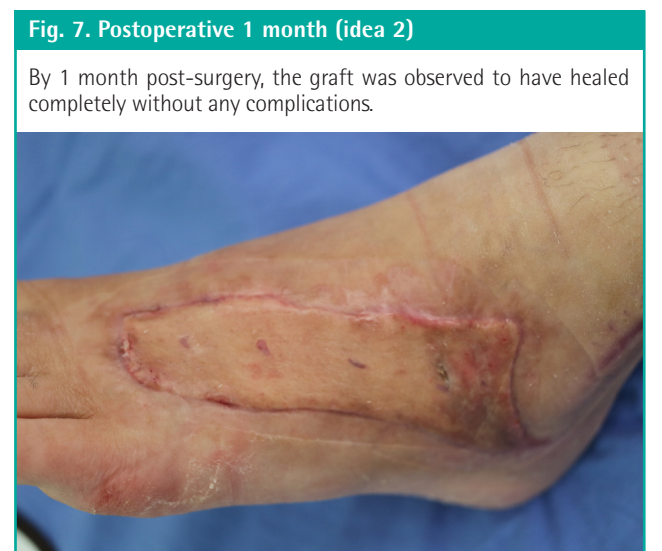 Fig. 7. Postoperative 1 month (idea 2)
By 1 month post-surgery, the graft was observed to have healed
completely without any complications.